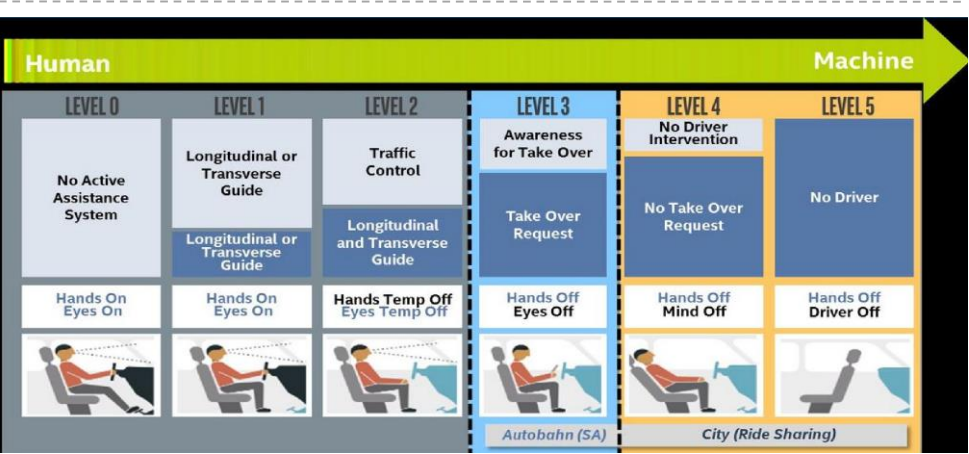 Human
Machine
LEVEL 0
LEVEL 1
LEVEL 2
LEVEL 3
LEVEL 4
LEVEL 5
No Active
Assistance
System
Longitudinal or
Transverse
Guide
Longitudinal or
Transverse
Guide
Traffic
Control
Longitudinal
and Transverse
Guide
Awareness
for Take Over
Take Over
Request
No Driver
Intervention
No Take Over
Request
No Driver
Hands On
Eyes On
Hands On
Eyes On
Hands Temp Off
Eyes Temp Off
Hands Off
Eyes Off
Hands Off
Mind Off
Hands Off
Driver Off
Autobahn (SA)
City (Ride Sharing)